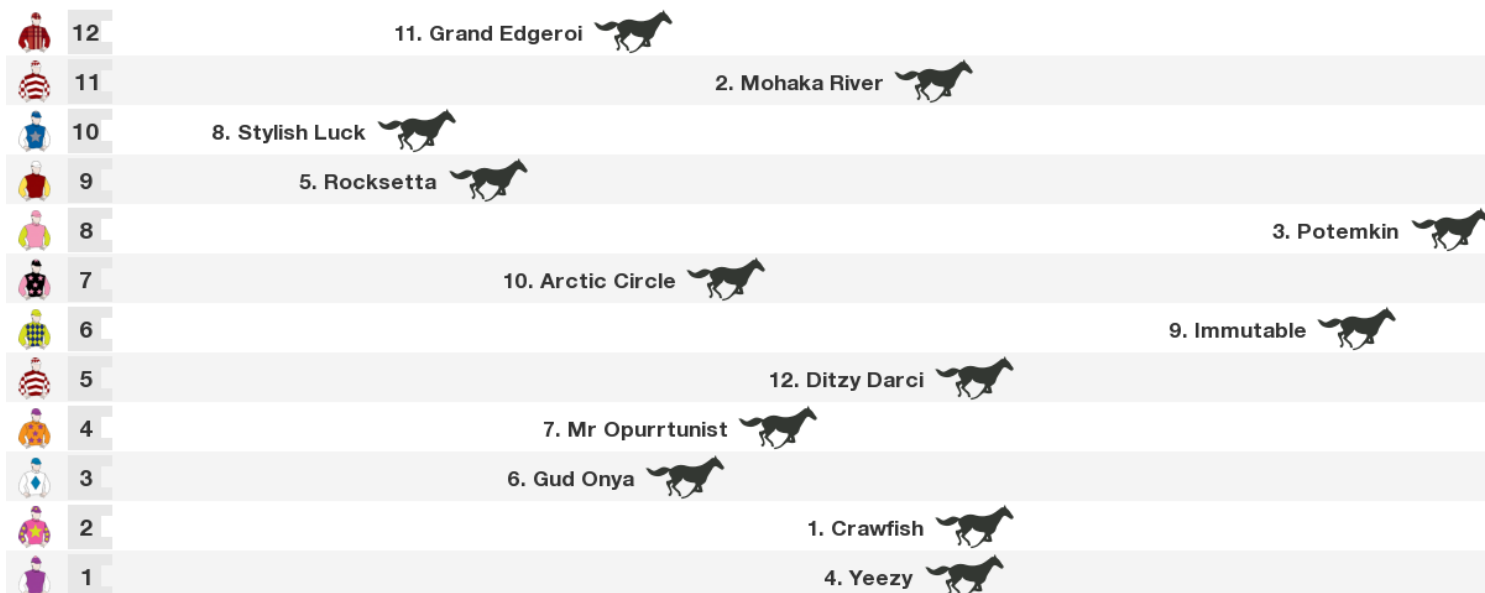 12 11. Grand Edgeroi
11 2. Mohaka River
10 8. Stylish Luck
9 5. Rocksetta
8 3. Potemkin
7 10. Arctic Circle
6 9. Immutable
5 12. Ditzy Darci
4 7. Mr Opurrtunist
3 6. Gud Onya
2 1. Crawfish
1 4. Yeezy